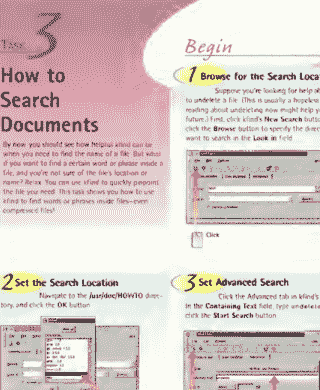 TASK 3
How to
Search
Documents
By now you should see how helpful kfind can be
when you need to find the name of a file. But what
if you want to find a certain word or phrase inside a
file, and you're not sure of the file's location or
name? Relax. You can use kfind to quickly pinpoint
the file you need. This task shows you how to use
kfind to find words or phrases inside files—even
compressed files!
Begin
1 Browse for the Search Loca
Suppose you're looking for help ab
to undelete a file. (This is usually a hopeless
reading about undeleting now might help y
future.) First, click kfind's New Search butto
click the Browse button to specify the direc
want to search in the Look in field.
Click
2 Set the Search Location
Navigate to the /usr/doc/HOWTO direc-
tory, and click the OK button.
3 Set Advanced Search
Click the Advanced tab in kfind's
in the Containing Text field, type undelete
click the Start Search button.